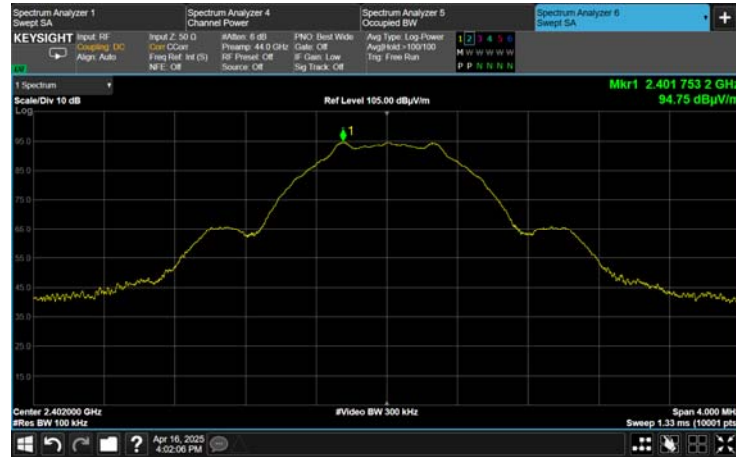 Spectrum Analyzer 1
Swept SA
Spectrum Analyzer 4
Channel Power
Spectrum Analyzer 5
Occupied BW
Spectrum Analyzer 6
Swept SA
KEYSIGHT
Input: RF
Coupling: DC
Align: Auto
Input Z: 50 Ω
Corr CCorr
Freq Ref: Int (S)
NFE: Off
#Atten: 6 dB
Preamp: 44.0 GHz
RF Preset: Off
Source: Off
PNO: Best Wide
Gate: Off
IF Gain: Low
Sig Track: Off
Avg Type: Log-Power
Avg|Hold:>100/100
Trig: Free Run
1 2 3 4 5 6
M W W W W W
P P N N N N
1 Spectrum
Mkr1 2.401 753 2 GHz
94.75 dBµV/m
Scale/Div 10 dB
Ref Level 105.00 dBµV/m
Log
1
95.0
85.0
75.0
65.0
55.0
45.0
35.0
25.0
15.0
Center 2.402000 GHz
#Video BW 300 kHz
Span 4.000 MH
#Res BW 100 kHz
Sweep 1.33 ms (10001 pts
Apr 16, 2025
4:02:06 PM